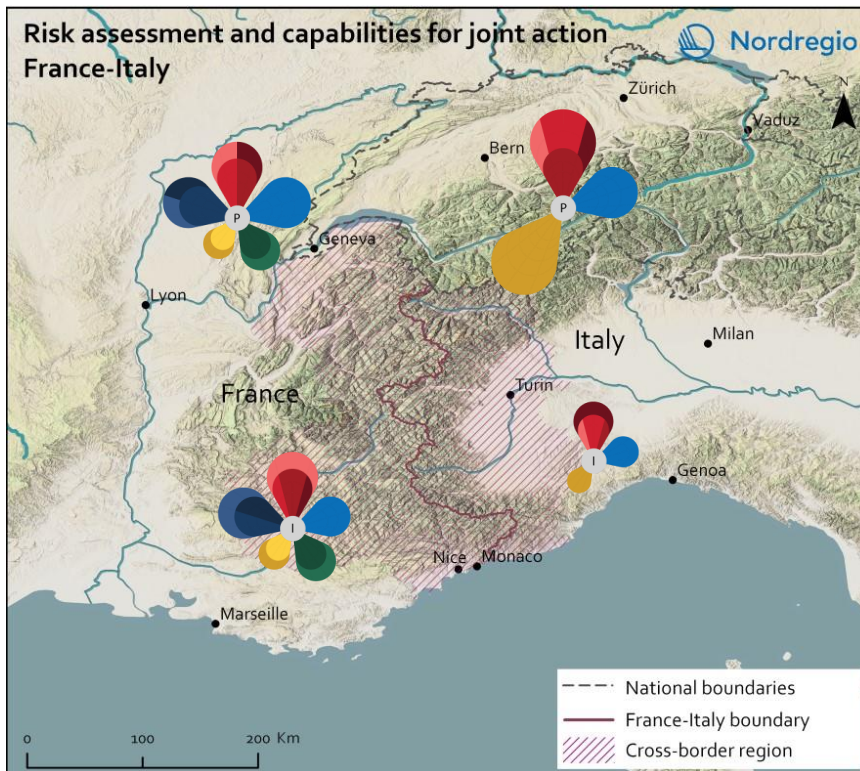 Risk assessment and capabilities for joint action
France-Italy
Nordregio
N
Zürich
Vaduz
Bern
P
P
Geneva
Lyon
Italy
Milan
France
Turin
I
Genoa
I
Nice
Monaco
Marseille
National boundaries
France-Italy boundary
Cross-border region
0 100 200 Km